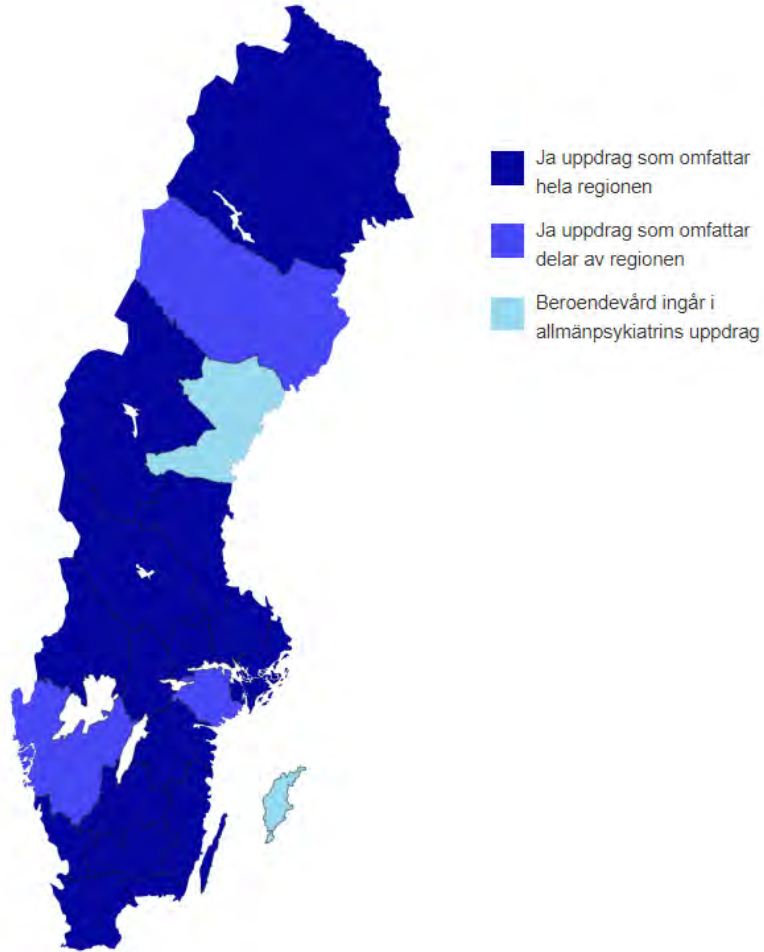 Ja uppdrag som omfattar
hela regionen
Ja uppdrag som omfattar
delar av regionen
Beroendevård ingår i
allmänpsykiatrins uppdrag